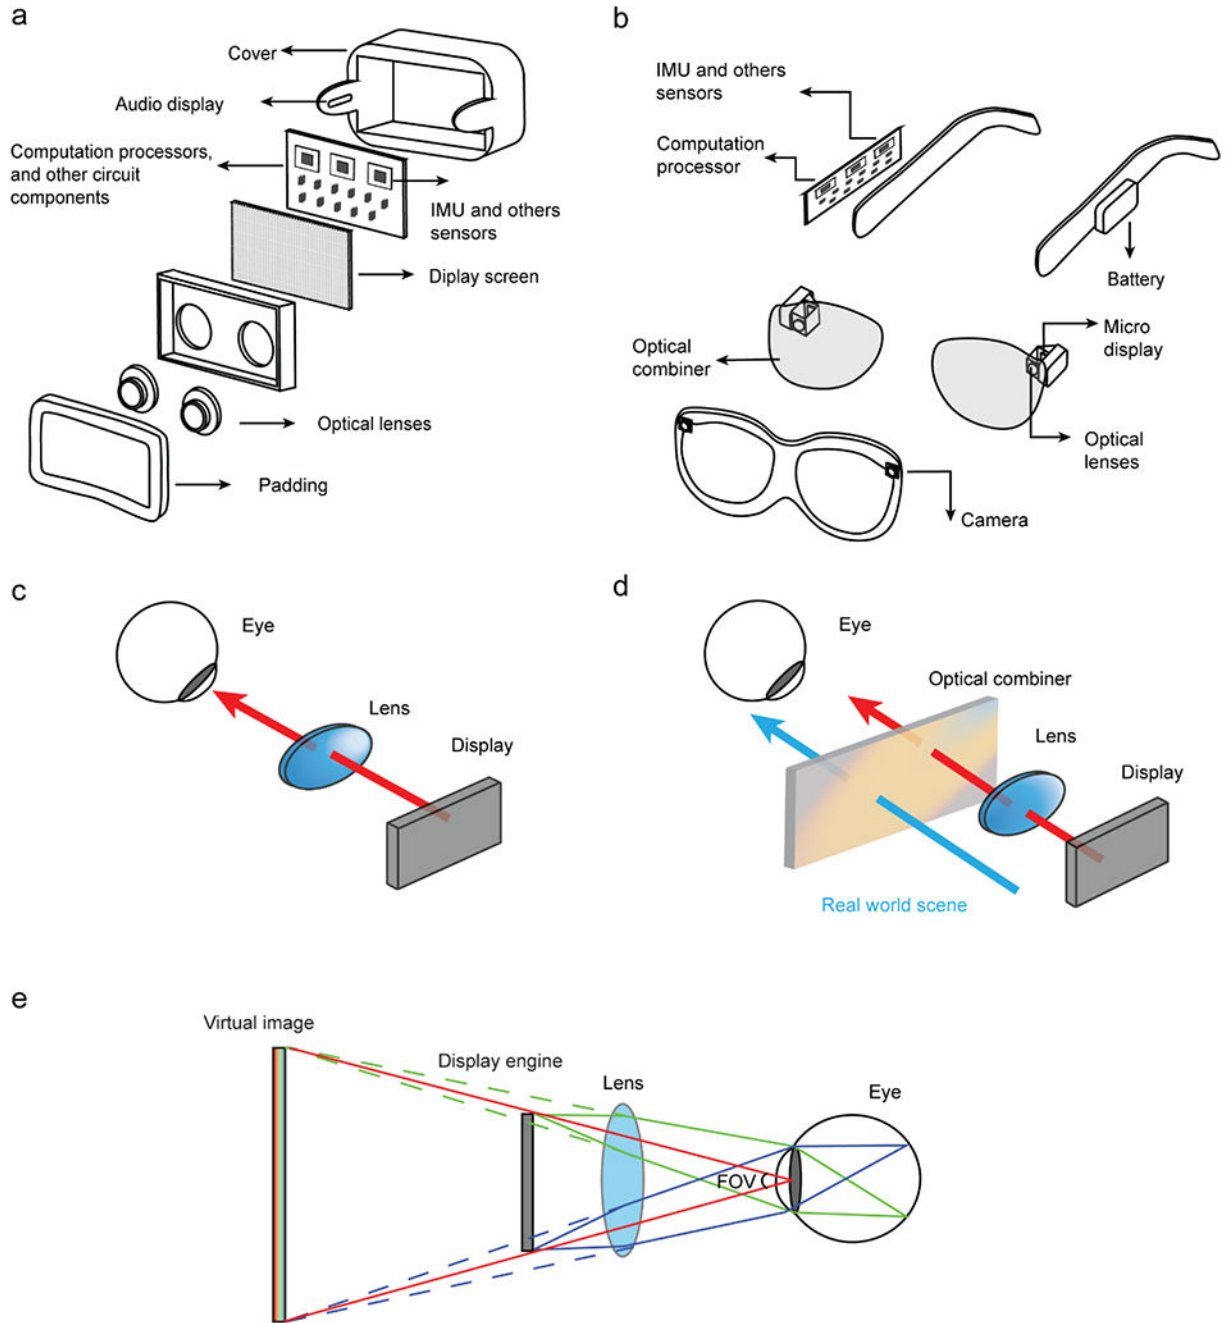 a
Cover
Audio display
Computation processors,
and other circuit
components
IMU and others
sensors
Diplay screen
Optical lenses
Padding
b
IMU and others
sensors
Computation
processor
Battery
Micro
display
Optical
combiner
Optical
lenses
Camera
c
Eye
Lens
Display
d
Eye
Optical combiner
Lens
Display
Real world scene
e
Virtual image
Display engine
Lens
Eye
FOV